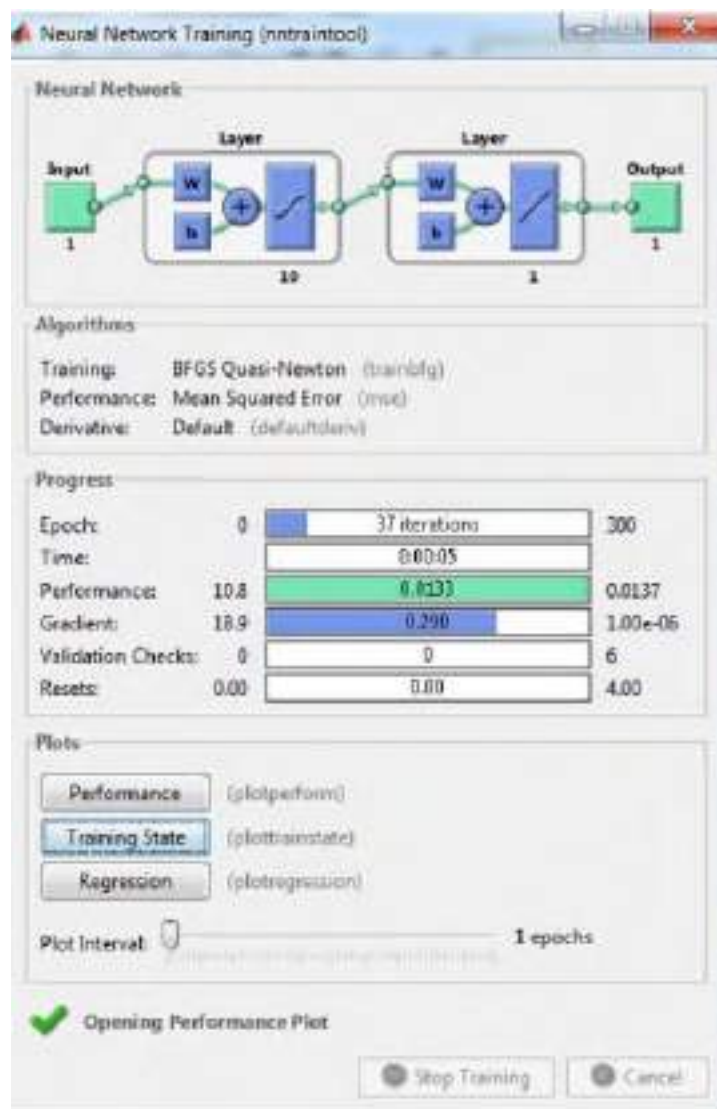 Neural Network Training (nntraintool)
Neural Network
Layer
Layer
Input
Output
W
W
b
b
1
1
10
1
Algorithms
Training: BFGS Quasi-Newton (trainbfg)
Performance: Mean Squared Error (mse)
Derivative: Default (defaultderiv)
Progress
Epoch: 0 37 iterations 300
Time: 0:00:05
Performance: 10.8 0.0133 0.0137
Gradient: 18.9 0.290 1.00e-06
Validation Checks: 0 0 6
Resets: 0.00 0.00 4.00
Plots
Performance (plotperform)
Training State (plottrainstate)
Regression (plotregression)
Plot Interval: 1 epochs
Opening Performance Plot
Stop Training Cancel